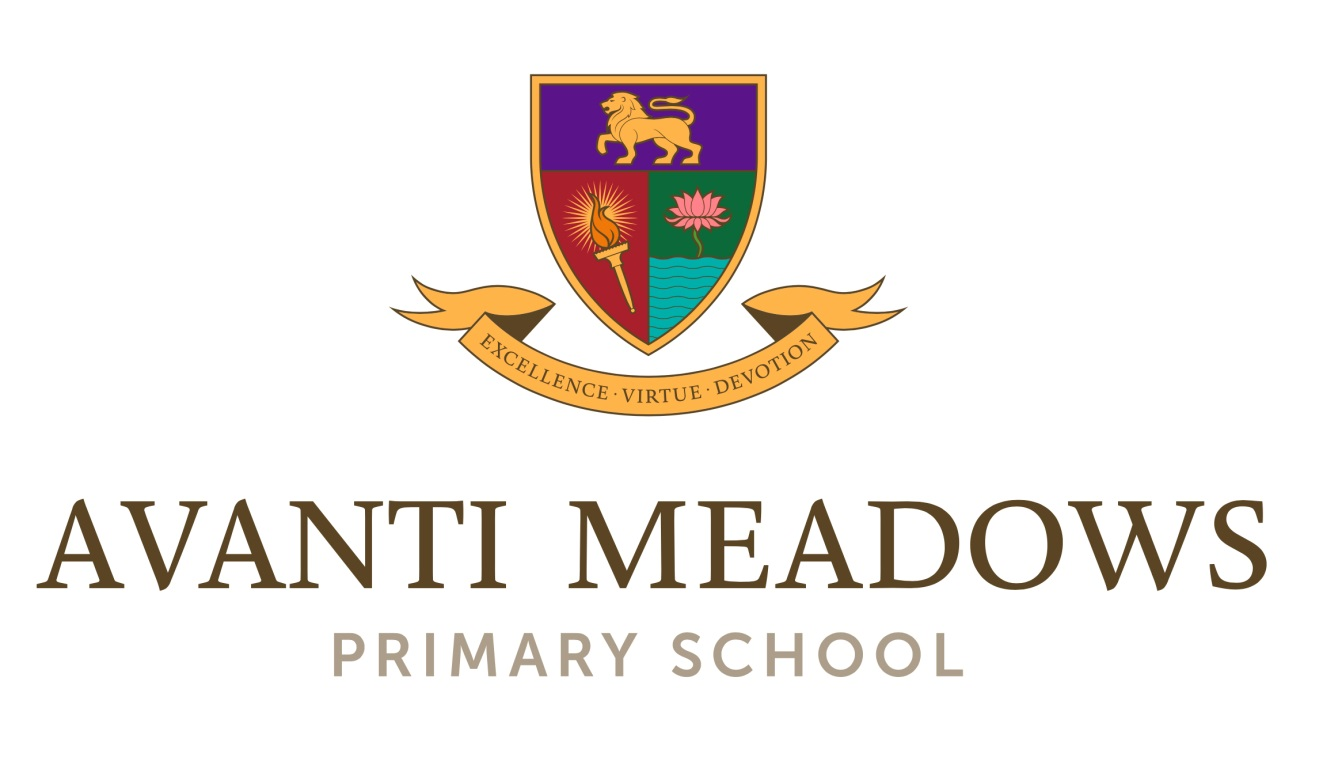 EXCELLENCE · VIRTUE · DEVOTION
AVANTI MEADOWS
PRIMARY SCHOOL